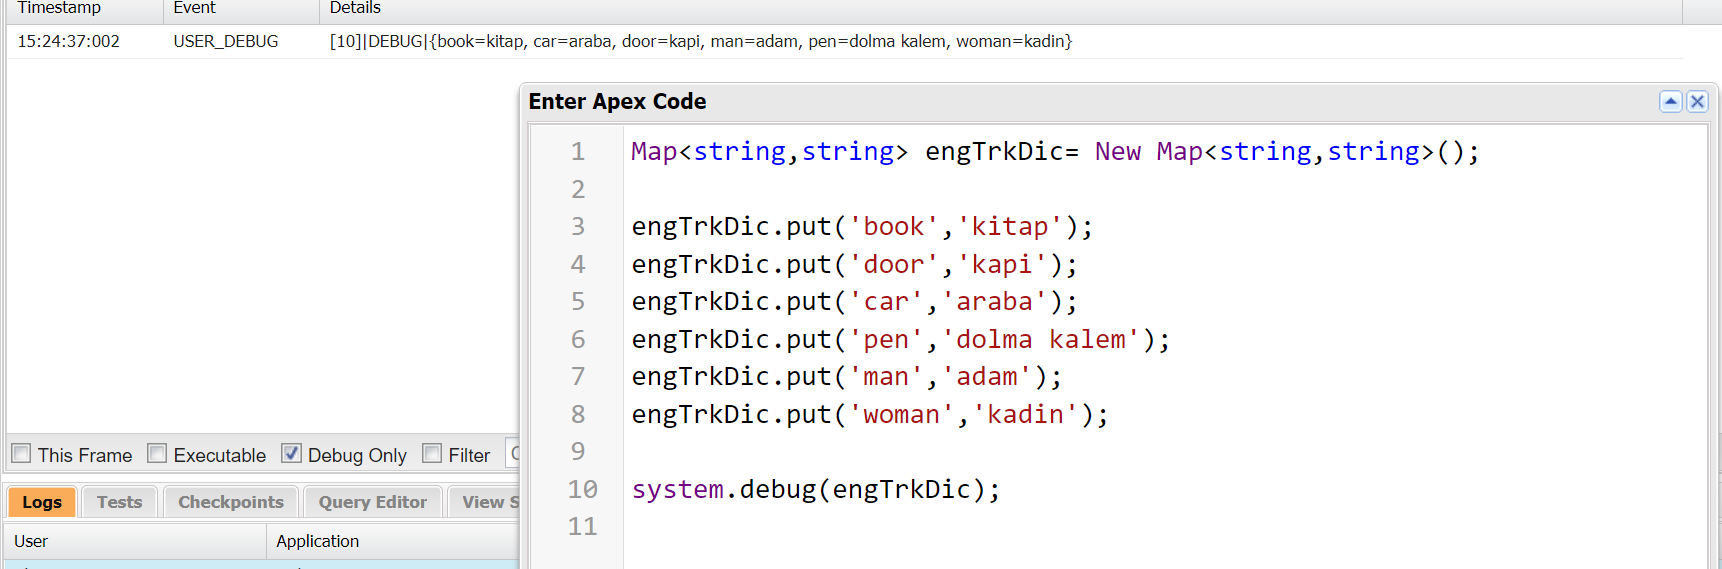 Timestamp Event Details
15:24:37:002 USER_DEBUG [10]|DEBUG|{book=kitap, car=araba, door=kapi, man=adam, pen=dolma kalem, woman=kadin}
Enter Apex Code
1 Map<string,string> engTrkDic= New Map<string,string>();
2
3 engTrkDic.put('book','kitap');
4 engTrkDic.put('door','kapi');
5 engTrkDic.put('car','araba');
6 engTrkDic.put('pen','dolma kalem');
7 engTrkDic.put('man','adam');
8 engTrkDic.put('woman','kadin');
9
10 system.debug(engTrkDic);
11
This Frame Executable Debug Only Filter
Logs Tests Checkpoints Query Editor View S
User Application